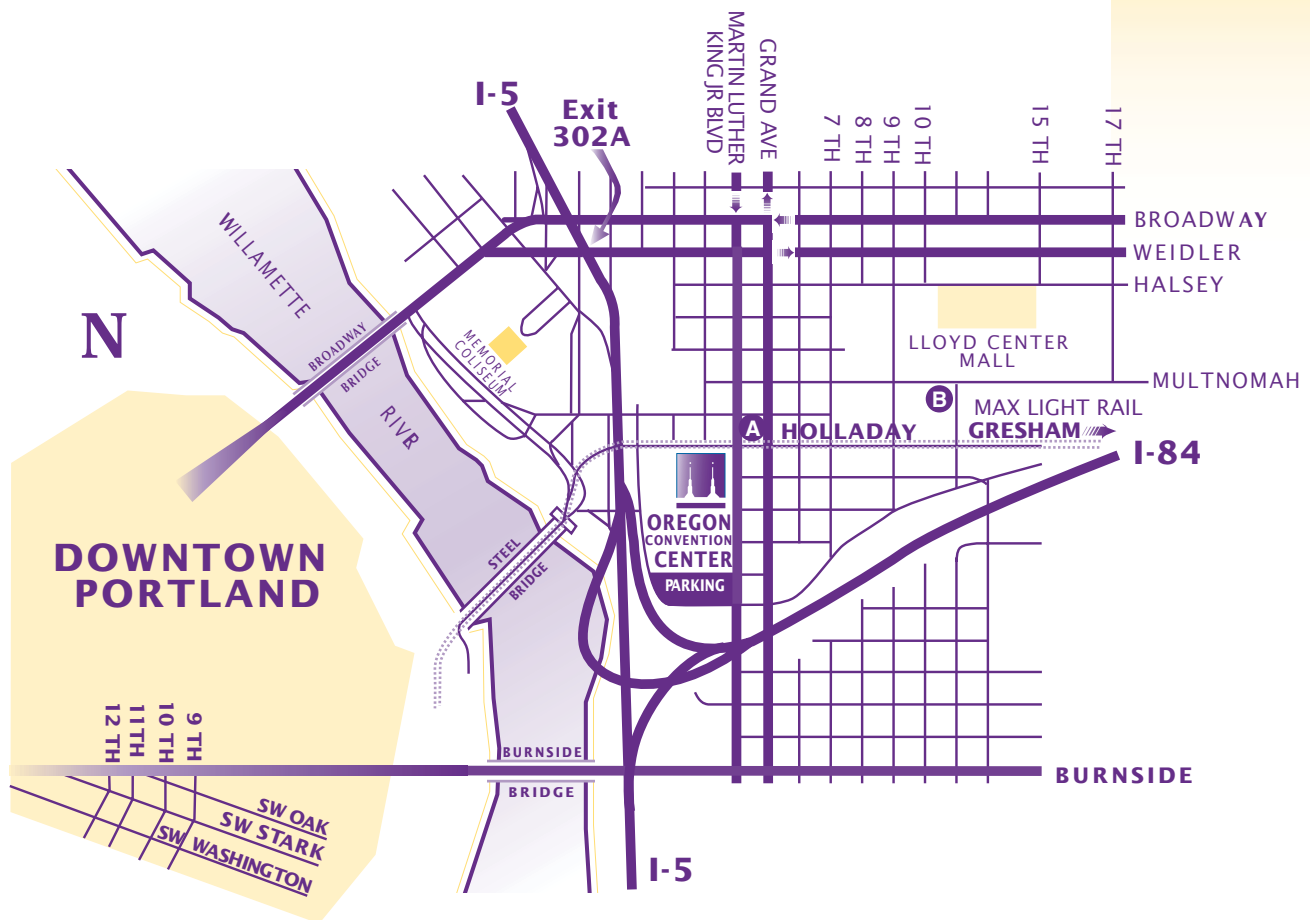 I-5
Exit
302A
MARTIN LUTHER
KING JR BLVD
GRAND AVE
7 TH
8 TH
9 TH
10 TH
15 TH
17 TH
BROADWAY
WEIDLER
HALSEY
WILLAMETTE
RIVR
N
BROADWAY
BRIDGE
MEMORIAL
COLISEUM
LLOYD CENTER
MALL
MULTNOMAH
B
MAX LIGHT RAIL
GRESHAM
A
HOLLADAY
I-84
OREGON
CONVENTION
CENTER
PARKING
STEEL
BRIDGE
DOWNTOWN
PORTLAND
12 TH
11TH
10 TH
9 TH
BURNSIDE
BRIDGE
BURNSIDE
SW OAK
SW STARK
SW WASHINGTON
I-5